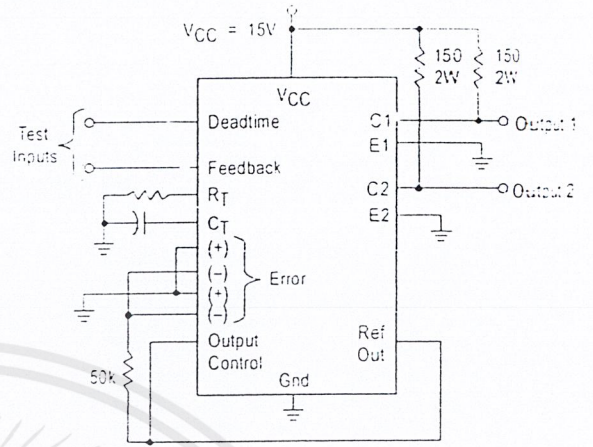 VCC = 15V
150
2W
150
2W
VCC
Test
Inputs
Deadtime
Feedback
RT
CT
(+)
(−)
(+)
(−)
Error
Output
Control
50k
Gnd
C1
E1
C2
E2
Ref
Out
Output 1
Output 2